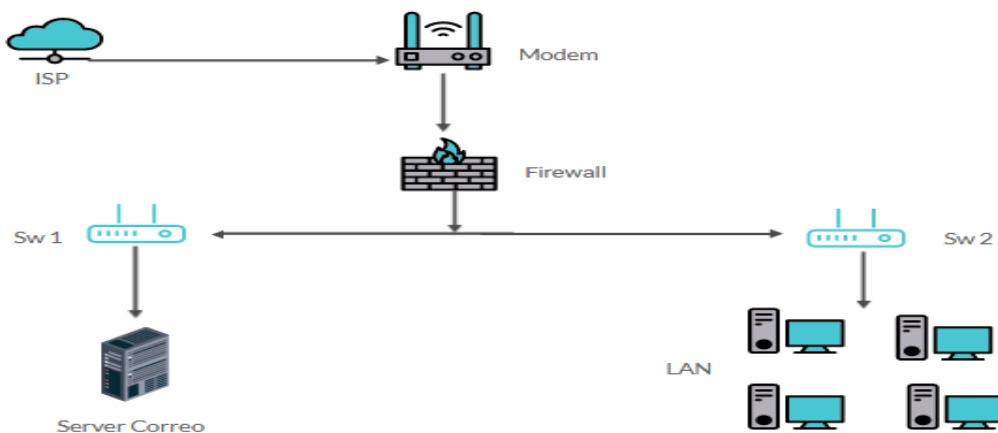 Modem
ISP
Firewall
Sw 1
Sw 2
LAN
Server Correo